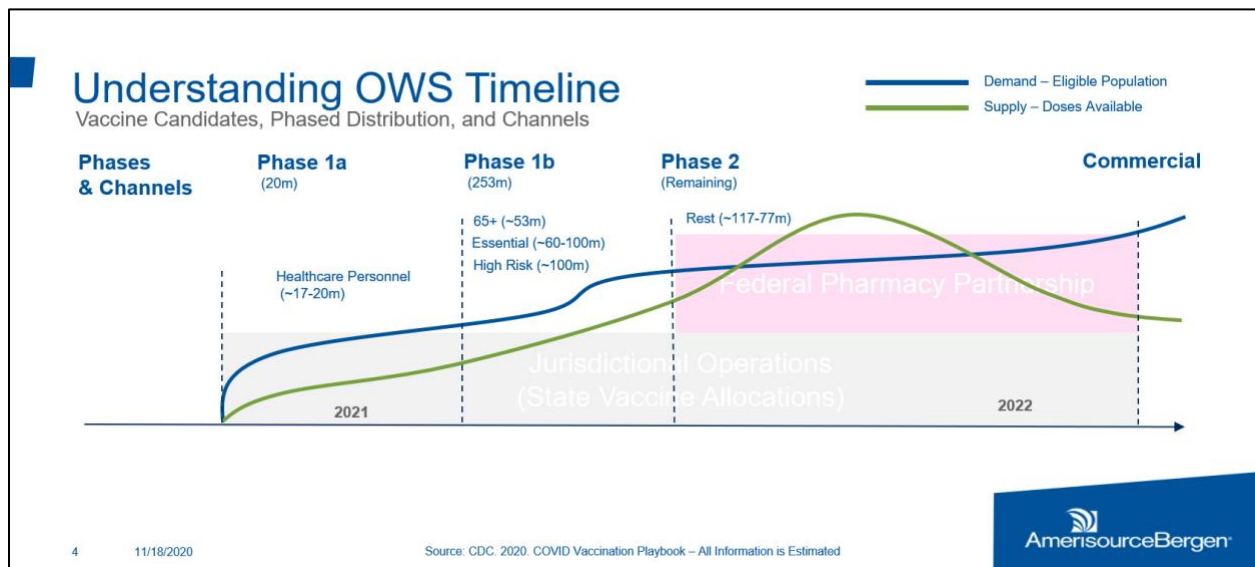 Understanding OWS Timeline
Vaccine Candidates, Phased Distribution, and Channels
Demand – Eligible Population
Supply – Doses Available
Phases
& Channels
Phase 1a
(20m)
Phase 1b
(253m)
Phase 2
(Remaining)
Commercial
Healthcare Personnel
(~17-20m)
65+ (~53m)
Essential (~60-100m)
High Risk (~100m)
Rest (~117-77m)
Federal Pharmacy Partnership
Jurisdictional Operations
(State Vaccine Allocations)
2021
2022
4
11/18/2020
Source: CDC. 2020. COVID Vaccination Playbook – All Information is Estimated
AmerisourceBergen